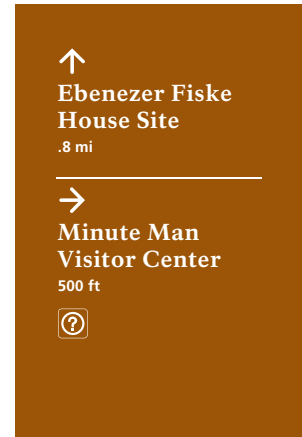 Ebenezer Fiske
House Site
.8 mi
Minute Man
Visitor Center
500 ft
?